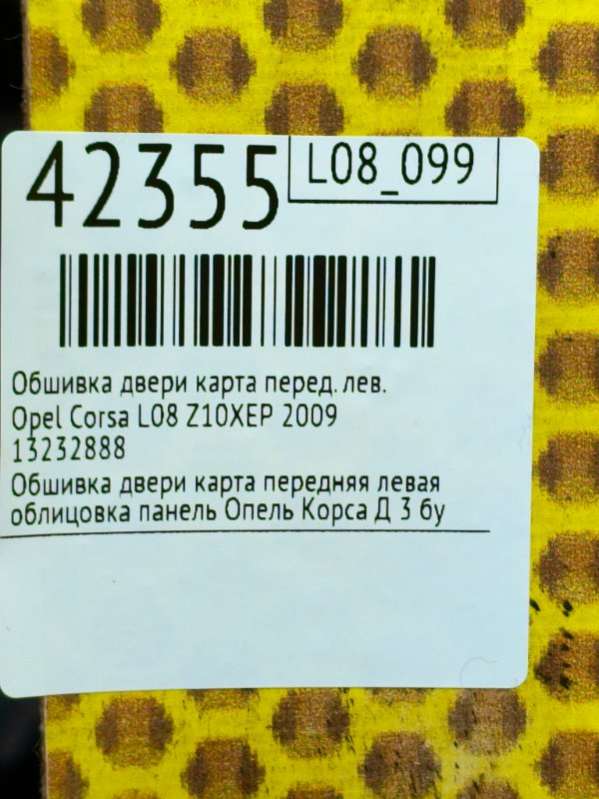 42355
L08_099
Обшивка двери карта перед. лев.
Opel Corsa L08 Z10XEP 2009
13232888
Обшивка двери карта передняя левая
облицовка панель Опель Корса Д 3 бу